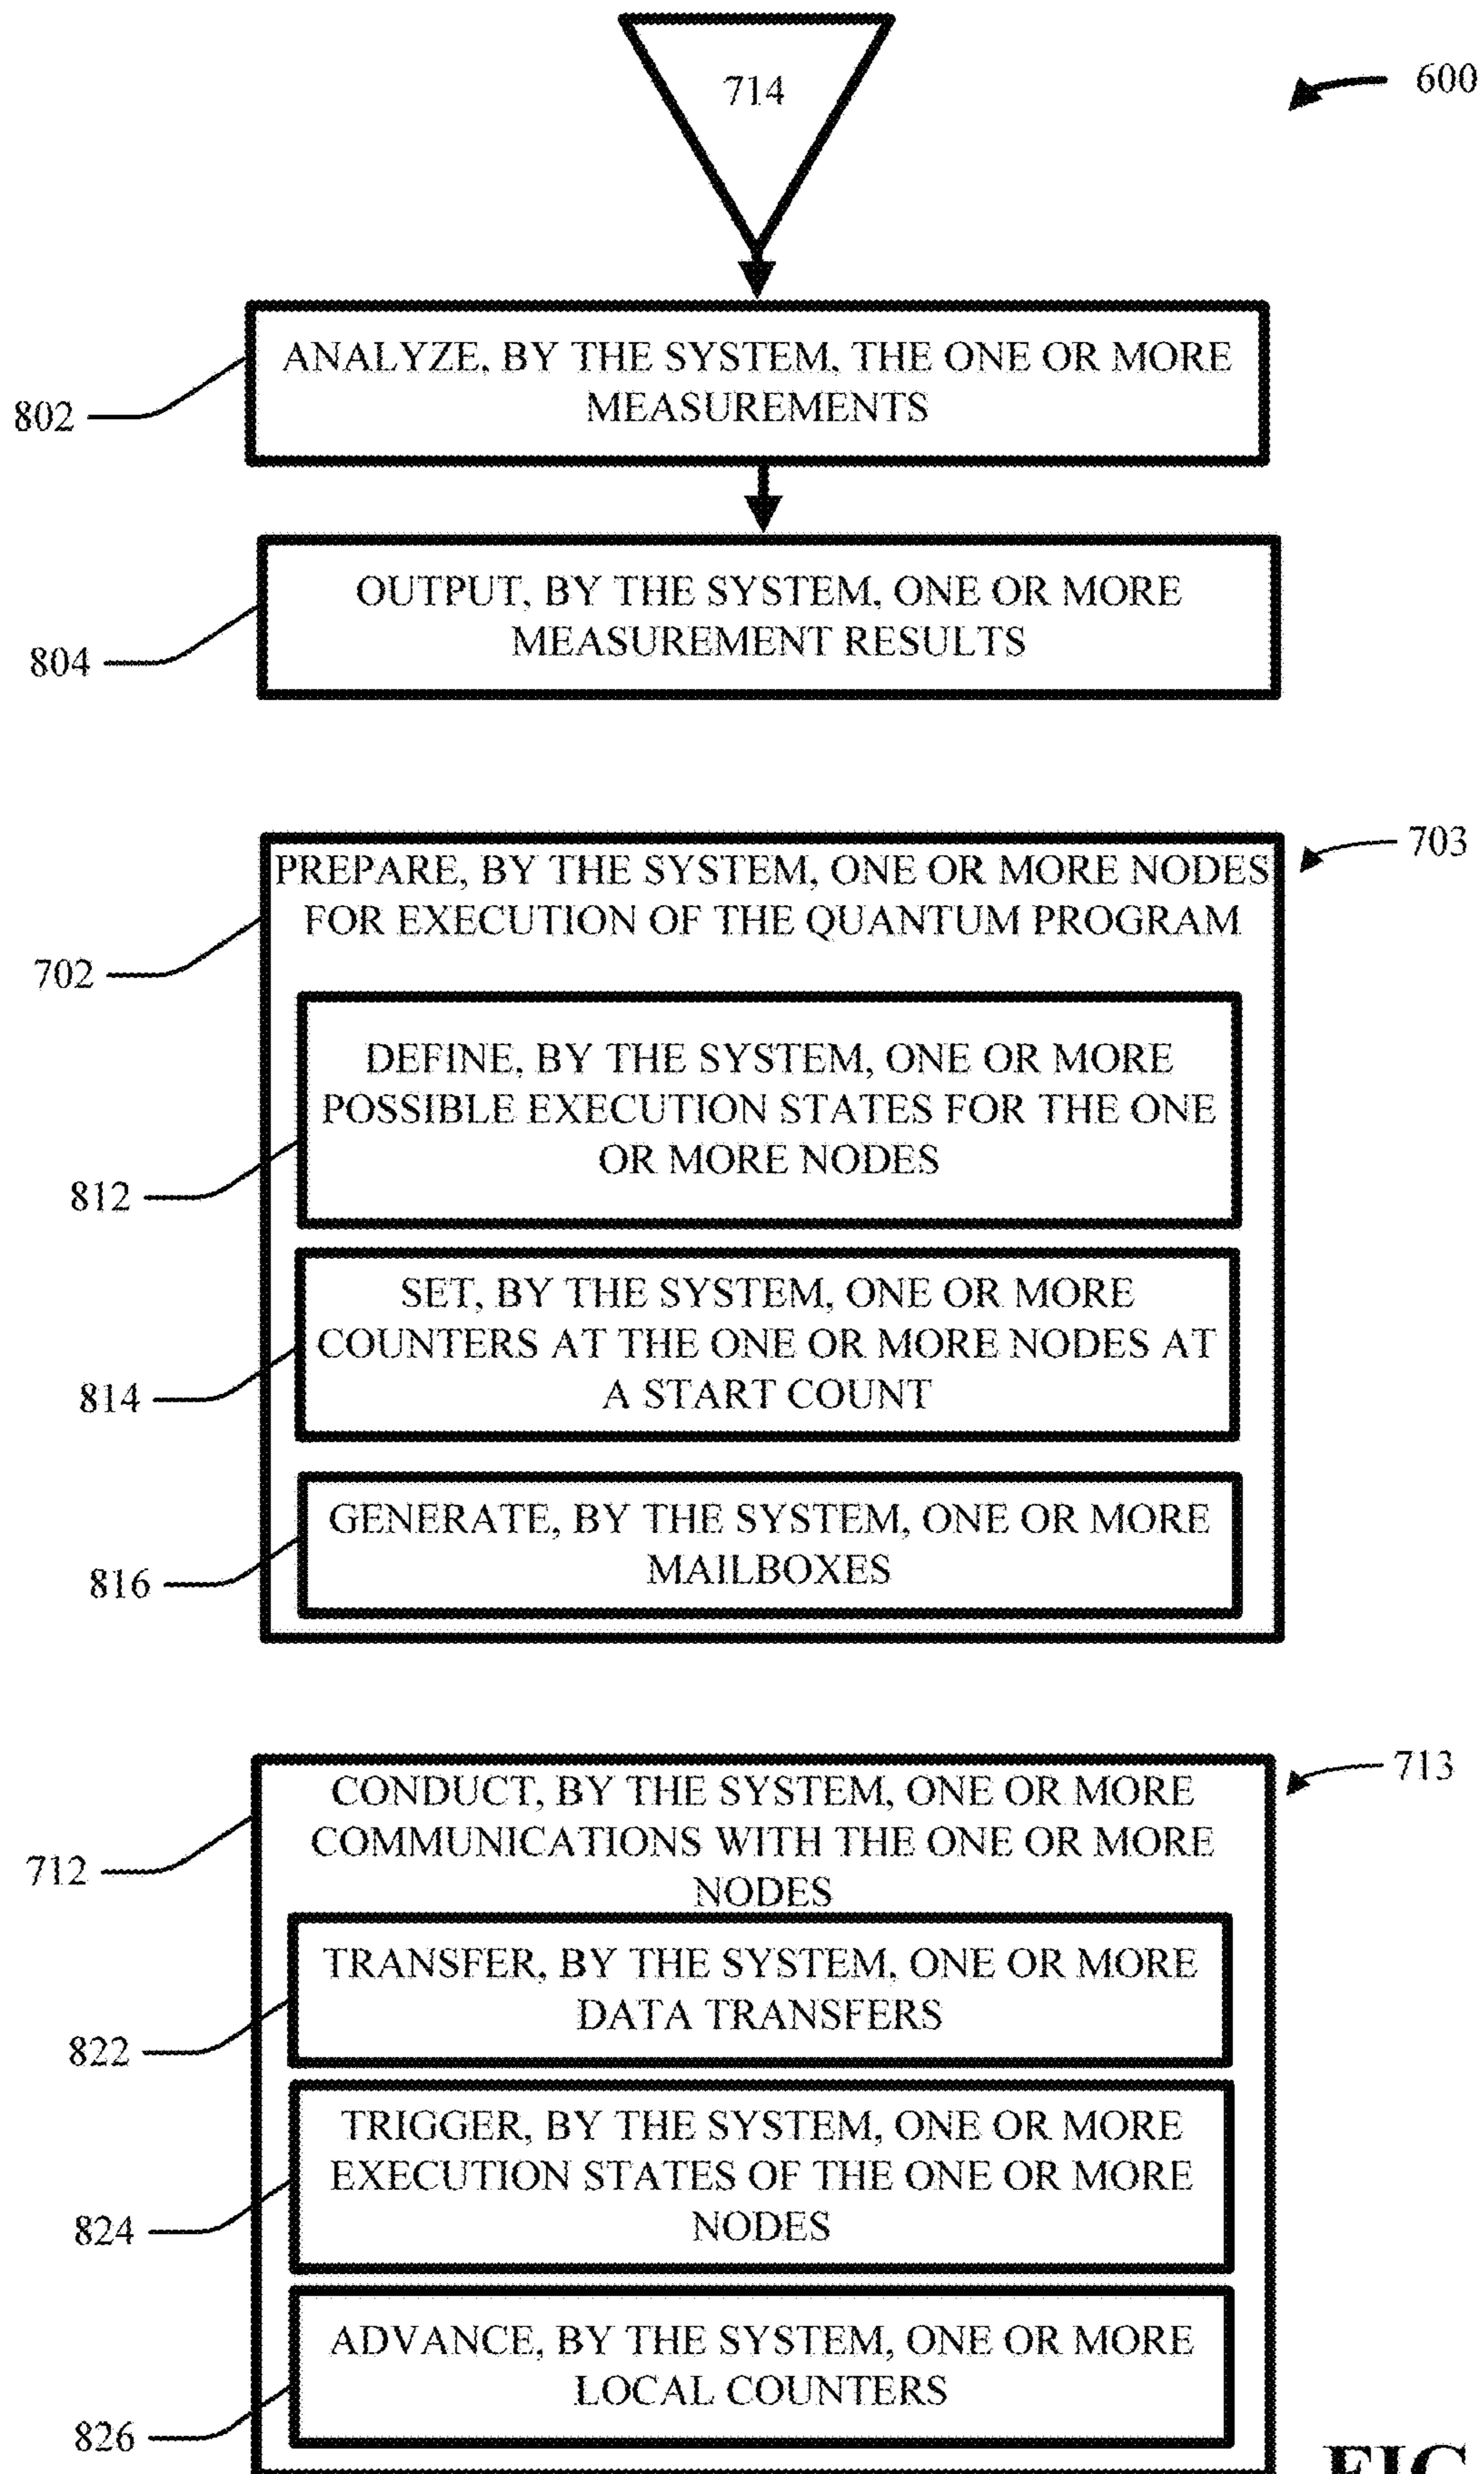 714
600
ANALYZE, BY THE SYSTEM, THE ONE OR MORE
MEASUREMENTS
802
OUTPUT, BY THE SYSTEM, ONE OR MORE
MEASUREMENT RESULTS
804
703
PREPARE, BY THE SYSTEM, ONE OR MORE NODES
FOR EXECUTION OF THE QUANTUM PROGRAM
702
DEFINE, BY THE SYSTEM, ONE OR MORE
POSSIBLE EXECUTION STATES FOR THE ONE
OR MORE NODES
812
SET, BY THE SYSTEM, ONE OR MORE
COUNTERS AT THE ONE OR MORE NODES AT
A START COUNT
814
GENERATE, BY THE SYSTEM, ONE OR MORE
MAILBOXES
816
713
CONDUCT, BY THE SYSTEM, ONE OR MORE
COMMUNICATIONS WITH THE ONE OR MORE
NODES
712
TRANSFER, BY THE SYSTEM, ONE OR MORE
DATA TRANSFERS
822
TRIGGER, BY THE SYSTEM, ONE OR MORE
EXECUTION STATES OF THE ONE OR MORE
NODES
824
ADVANCE, BY THE SYSTEM, ONE OR MORE
LOCAL COUNTERS
826